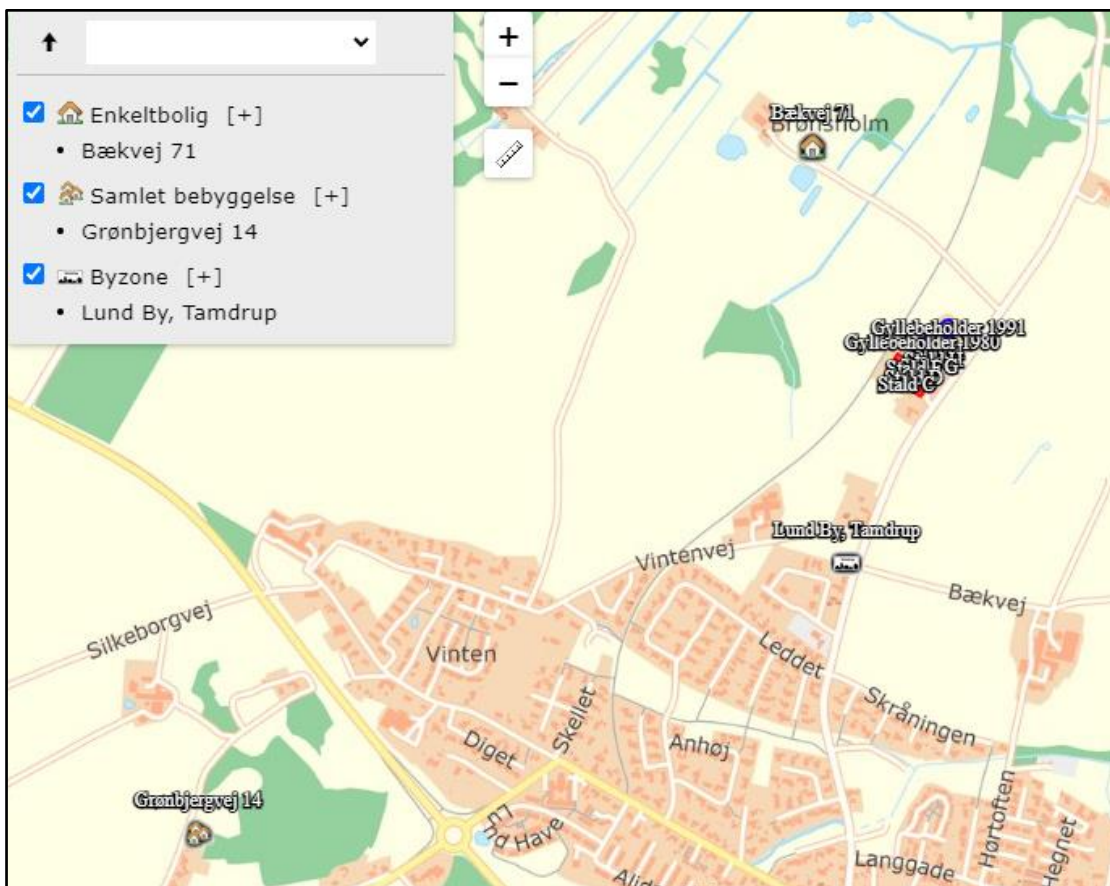 Enkeltbolig [+]
• Bækvej 71
Samlet bebyggelse [+]
• Grønbjergvej 14
Byzone [+]
• Lund By, Tamdrup
+
−
Bækvej 71
Brønsholm
Gyllebeholder 1991
Gyllebeholder 1980
Stald C
Lund By, Tamdrup
Vintenvej
Bækvej
Silkeborgvej
Vinten
Leddet
Skråningen
Skellet
Anhøj
Diget
Grønbjergvej 14
Lund Have
Hørtoften
Hegnet
Langgade